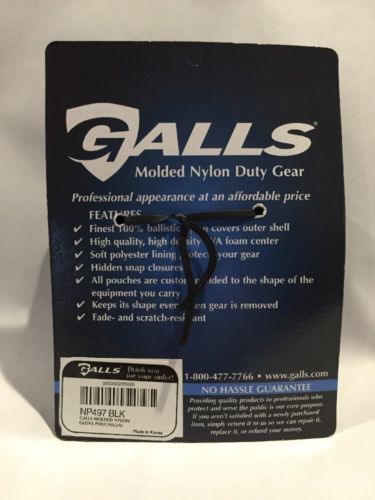 GALLS®
Molded Nylon Duty Gear
Professional appearance at an affordable price
FEATURES
✓ Finest 100% ballistic covers outer shell
✓ High quality, high density EVA foam center
✓ Soft polyester lining protects your gear
✓ Hidden snap closures
✓ All pouches are custom molded to the shape of the
equipment you carry
✓ Keeps its shape even when gear is removed
✓ Fade- and scratch-resistant
GALLS
Thank you
for your order!
NP497 BLK
GALLS MOLDED NYLON
GLOVE POUCH
Made in Korea
1-800-477-7766 • www.galls.com
NO HASSLE GUARANTEE
Providing quality products to professionals who
protect and serve the public is our core purpose.
If you aren't satisfied with a newly purchased
item, simply return it to us so we can repair it,
replace it, or refund your money.